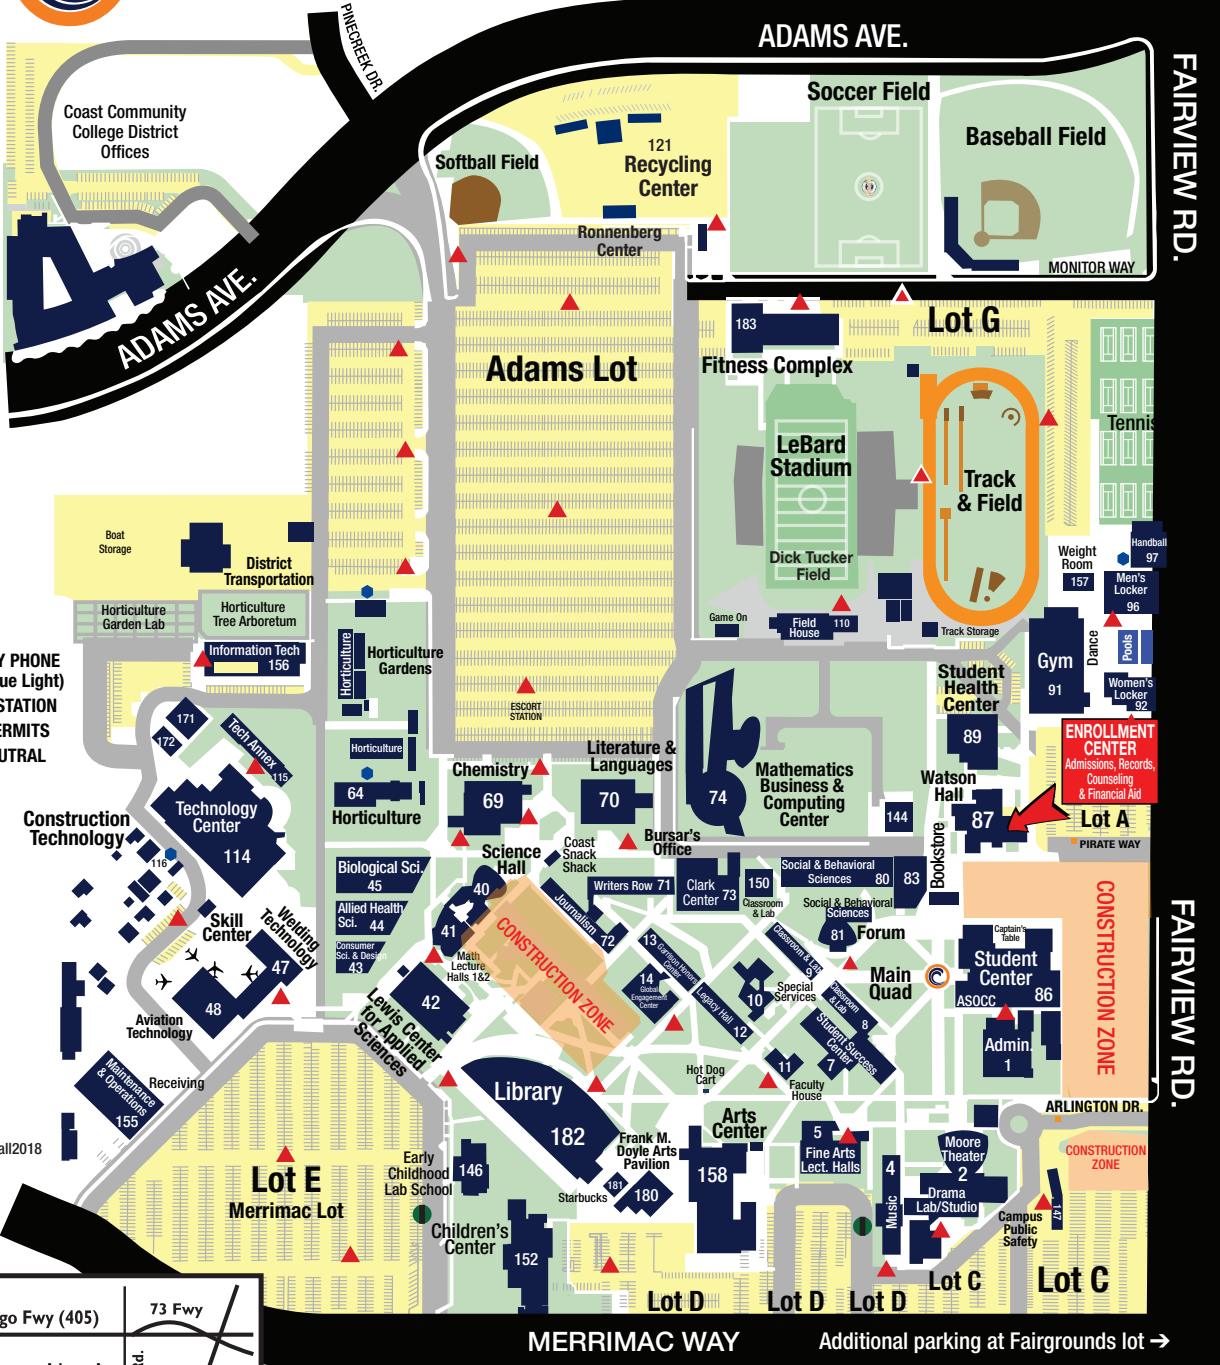 ADAMS AVE.
PINECREEK DR.
FAIRVIEW RD.
Coast Community
College District
Offices
Soccer Field
Baseball Field
Softball Field
121
Recycling
Center
Ronnenberg
Center
MONITOR WAY
ADAMS AVE.
183
Lot G
Fitness Complex
Adams Lot
Tennis
LeBard
Stadium
Track
& Field
Dick Tucker
Field
Boat
Storage
District
Transportation
Handball
97
Weight
Room
157
Men's
Locker
96
Horticulture
Garden Lab
Horticulture
Tree Arboretum
Game On
Field
House
110
Track Storage
Information Tech
156
Horticulture
Horticulture
Gardens
Gym
91
Dance
Pools
Women's
Locker
92
Y PHONE
ue Light)
STATION
ERMITS
UTRAL
Student
Health
Center
89
ESCORT
STATION
171
172
Tech Annex
115
Horticulture
64
Horticulture
Chemistry
69
Literature &
Languages
70
74
Mathematics
Business &
Computing
Center
144
Watson
Hall
87
ENROLLMENT
CENTER
Admissions, Records,
Counseling
& Financial Aid
Lot A
PIRATE WAY
Construction
Technology
116
Technology
Center
114
Bursar's
Office
Coast
Snack
Shack
Science
Hall
40
41
Biological Sci.
45
Allied Health
Sci. 44
Consumer
Sci. & Design
43
Math
Lecture
Halls 1&2
Writers Row 71
Clark
Center 73
150
Classroom
& Lab
Social & Behavioral
Sciences 80
83
Bookstore
Social & Behavioral
Sciences
81
Forum
Journalism
72
CONSTRUCTION ZONE
13
Garrison Honors
Center
14
Global
Engagement
Center
Legacy Hall
12
10
Special
Services
Classroom & Lab
9
Classroom
& Lab
8
Main
Quad
Captain's
Table
Student
Center
86
ASOCC
Admin.
1
CONSTRUCTION ZONE
FAIRVIEW RD.
Skill
Center
Welding
Technology
47
48
Aviation
Technology
42
Lewis Center
for Applied
Sciences
Student Success
Center
7
11
Faculty
House
Hot Dog
Cart
Maintenance
& Operations
155
Receiving
all2018
Library
182
Arts
Center
158
Frank M.
Doyle Arts
Pavilion
181
180
Starbucks
5
Fine Arts
Lect. Halls
4
Music
Moore
Theater
2
Drama
Lab/Studio
ARLINGTON DR.
CONSTRUCTION
ZONE
147
Campus
Public
Safety
Lot E
Merrimac Lot
Early
Childhood
Lab School
146
Children's
Center
152
Lot D
Lot D
Lot D
Lot C
Lot C
go Fwy (405)
73 Fwy
Rd.
MERRIMAC WAY
Additional parking at Fairgrounds lot ➔